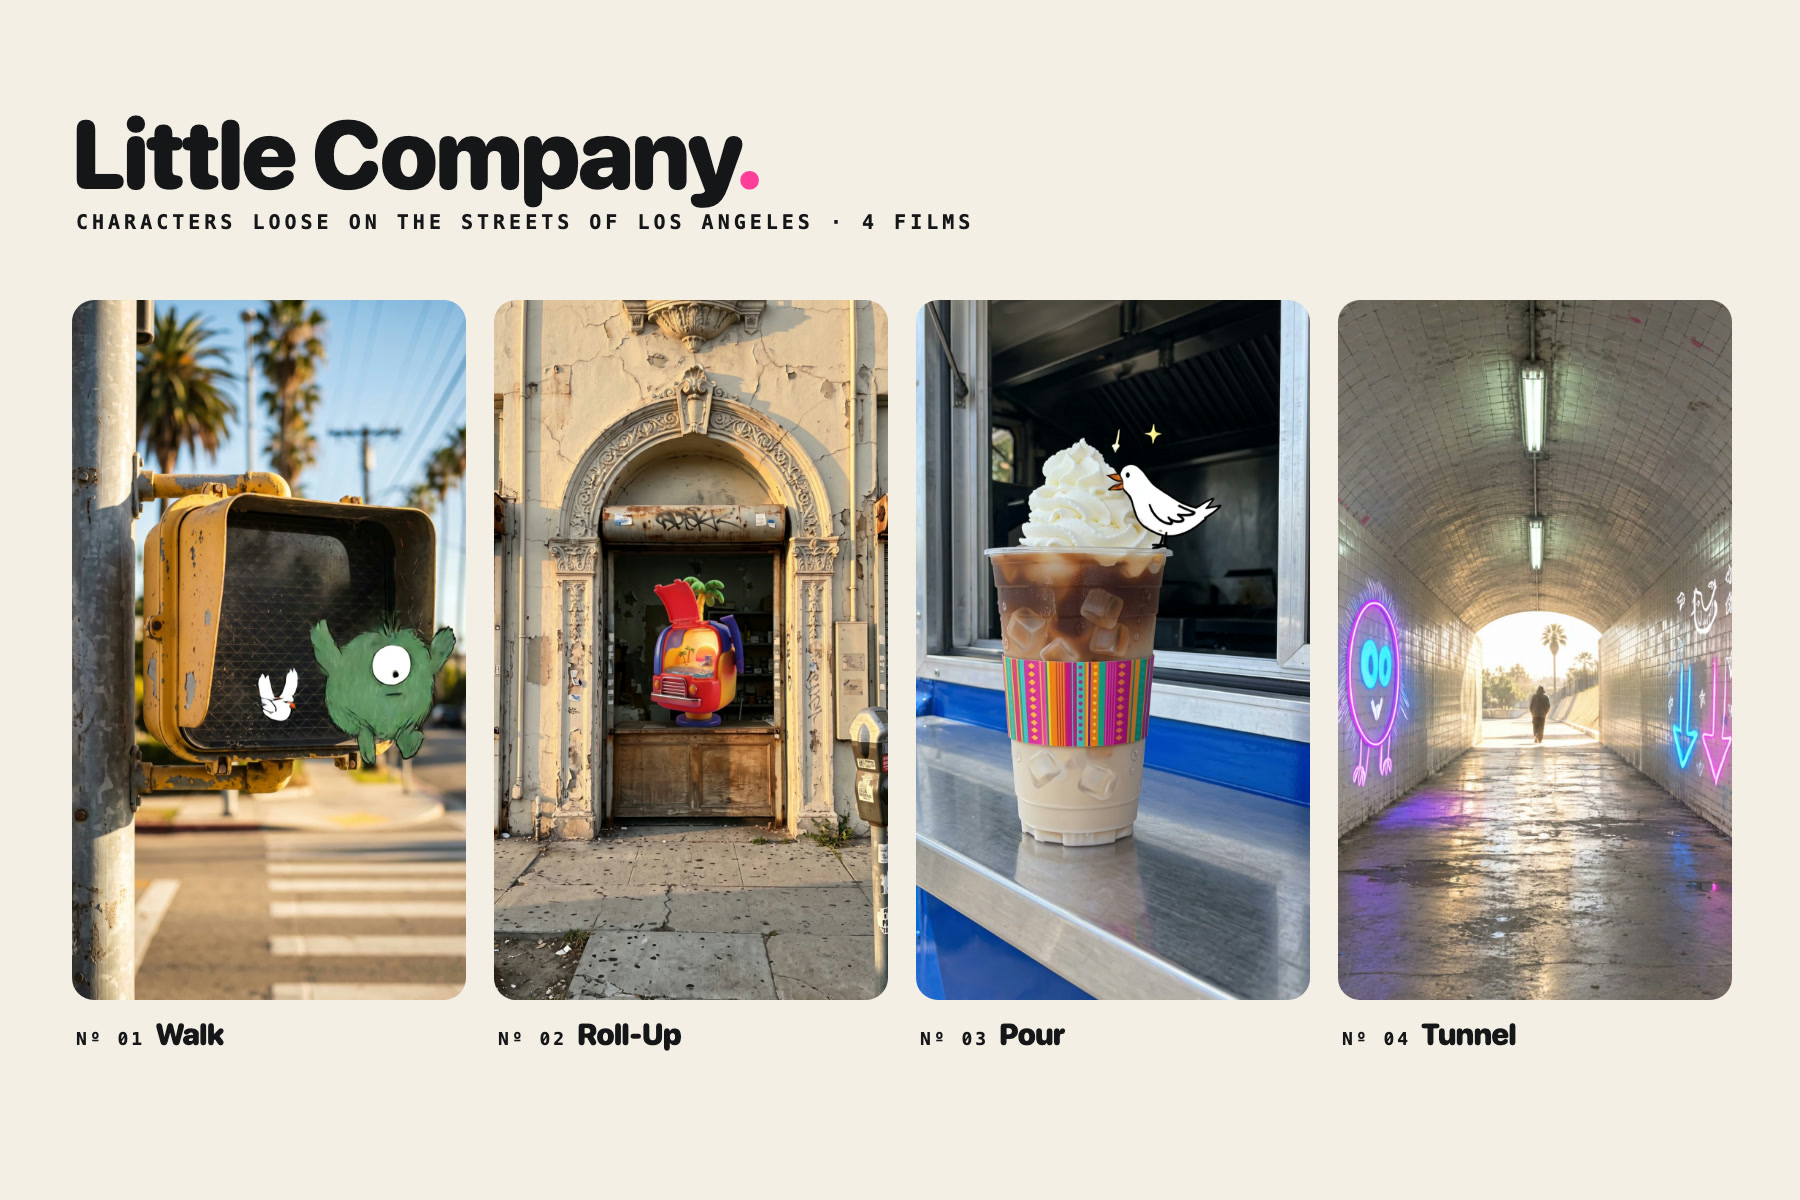 Little Company.
CHARACTERS LOOSE ON THE STREETS OF LOS ANGELES · 4 FILMS
Nº 01 Walk
Nº 02 Roll-Up
Nº 03 Pour
Nº 04 Tunnel